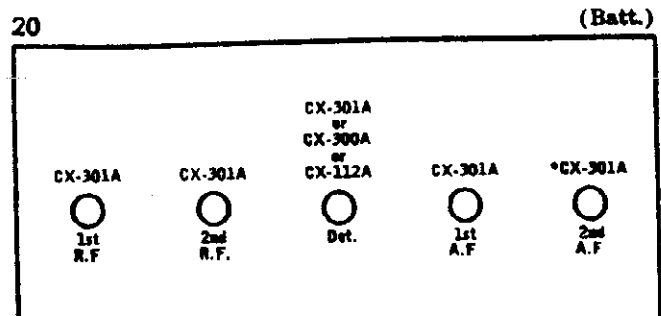 20 (Batt.)
CX-301A
or
CX-300A
or
CX-301A CX-301A CX-112A CX-301A *CX-301A
1st 2nd Det. 1st 2nd
R.F R.F. A.F A.F